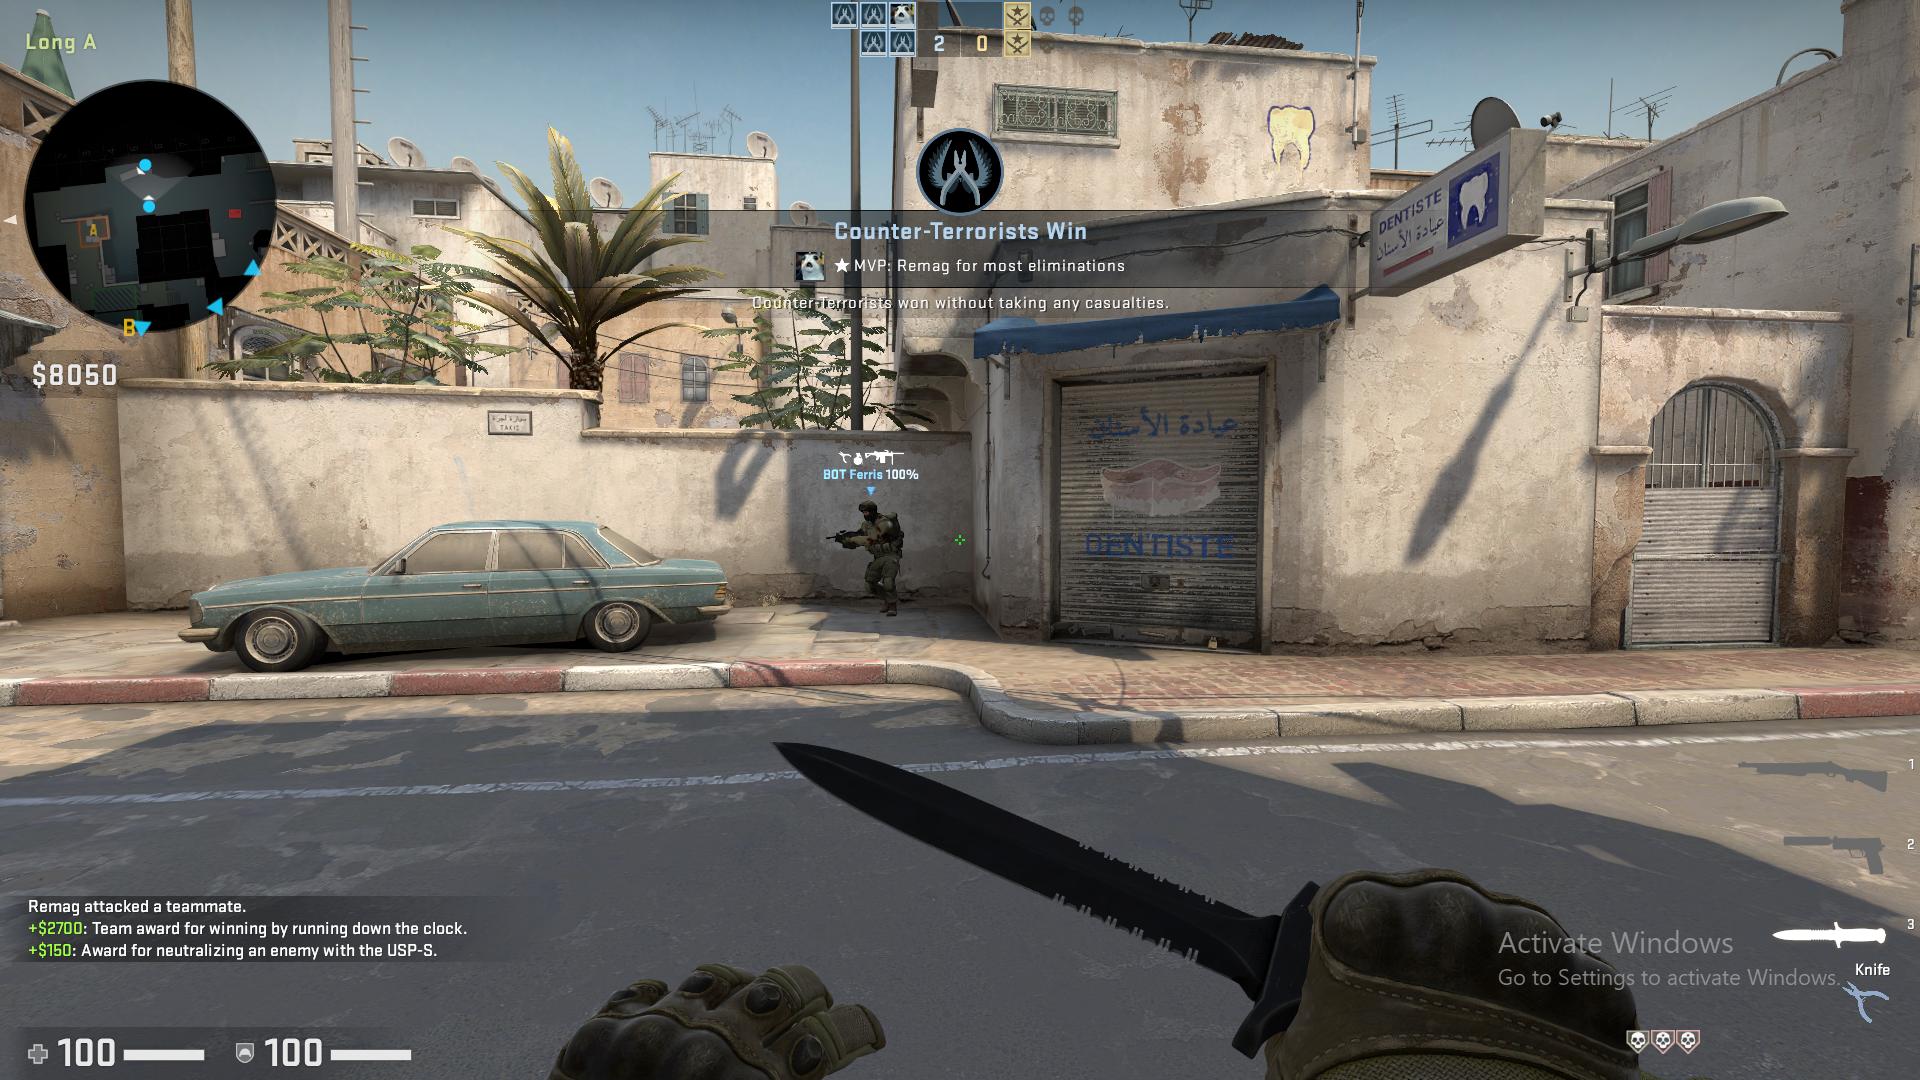 Long A
2 0
A
B
$8050
Counter-Terrorists Win
MVP: Remag for most eliminations
Counter-Terrorists won without taking any casualties.
DENTISTE
عيادة الأسنان
TAXIS
BOT Ferris 100%
عيادة الأسنان
DENTISTE
1
2
3
Knife
Remag attacked a teammate.
+$2700: Team award for winning by running down the clock.
+$150: Award for neutralizing an enemy with the USP-S.
Activate Windows
Go to Settings to activate Windows.
100 100